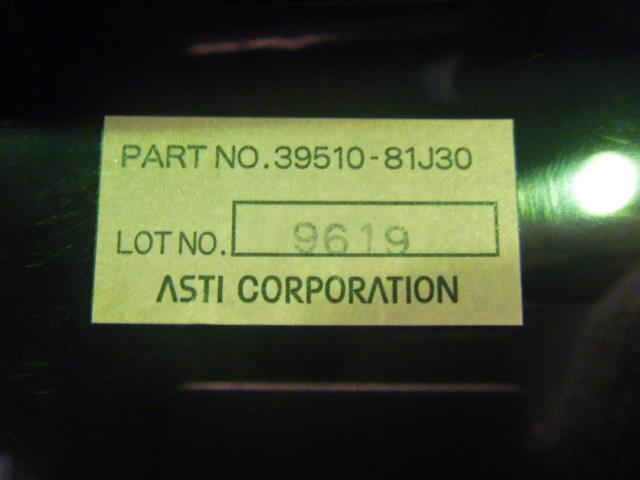 PART NO. 39510-81J30
LOT NO. 9619
ASTI CORPORATION